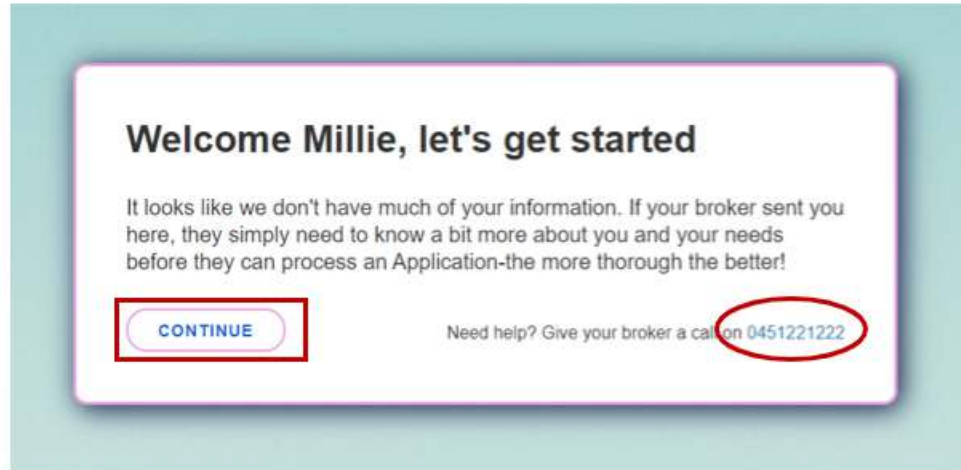 Welcome Millie, let's get started
It looks like we don't have much of your information. If your broker sent you
here, they simply need to know a bit more about you and your needs
before they can process an Application-the more thorough the better!
CONTINUE
Need help? Give your broker a call on 0451221222